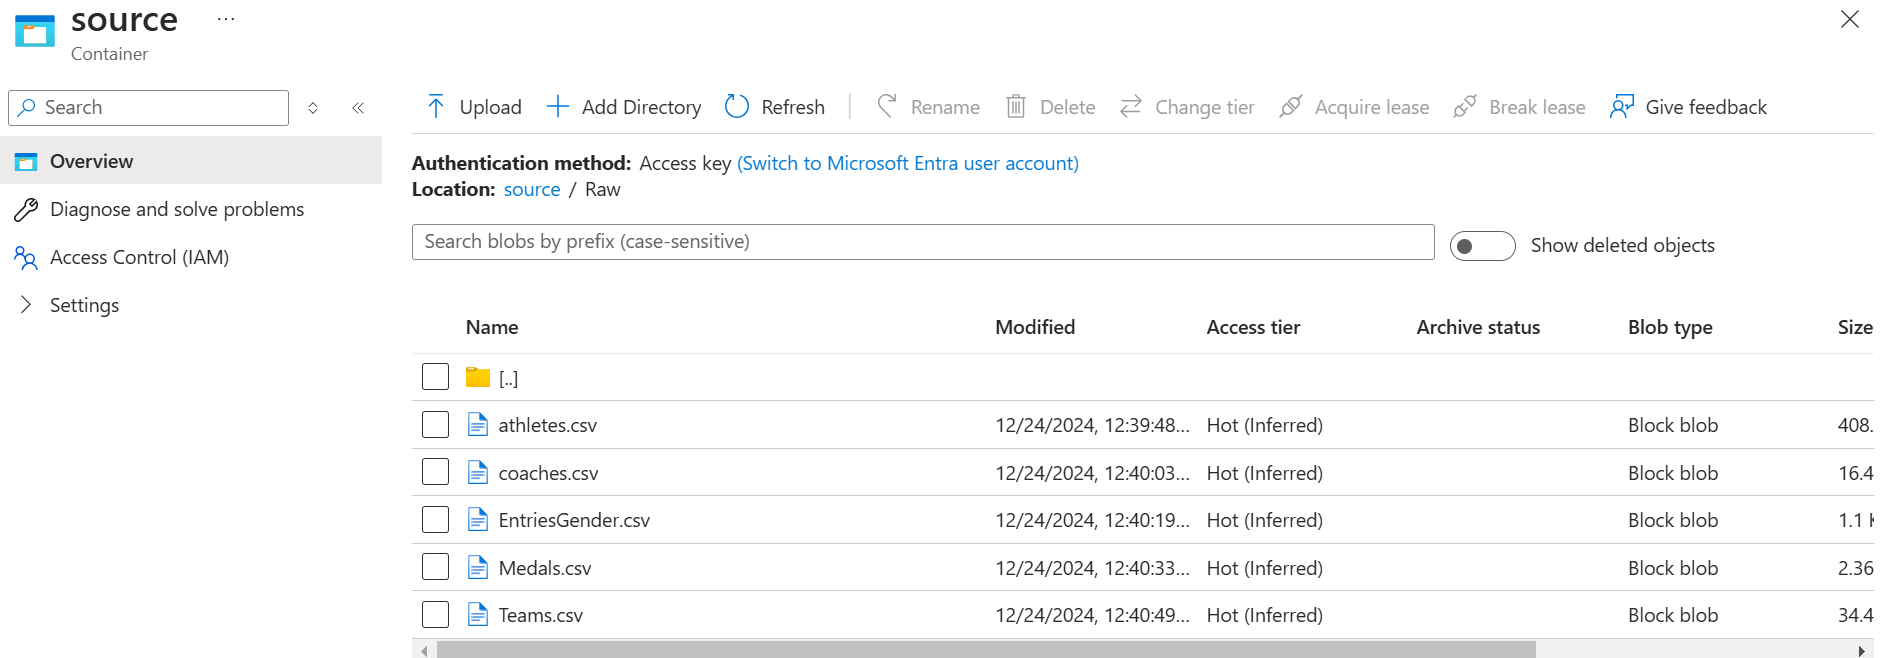 source ...
Container
Search
Overview
Diagnose and solve problems
Access Control (IAM)
Settings
Upload Add Directory Refresh Rename Delete Change tier Acquire lease Break lease Give feedback
Authentication method: Access key (Switch to Microsoft Entra user account)
Location: source / Raw
Search blobs by prefix (case-sensitive) Show deleted objects
Name Modified Access tier Archive status Blob type Size
[..]
athletes.csv 12/24/2024, 12:39:48... Hot (Inferred) Block blob 408.
coaches.csv 12/24/2024, 12:40:03... Hot (Inferred) Block blob 16.4
EntriesGender.csv 12/24/2024, 12:40:19... Hot (Inferred) Block blob 1.1
Medals.csv 12/24/2024, 12:40:33... Hot (Inferred) Block blob 2.36
Teams.csv 12/24/2024, 12:40:49... Hot (Inferred) Block blob 34.4